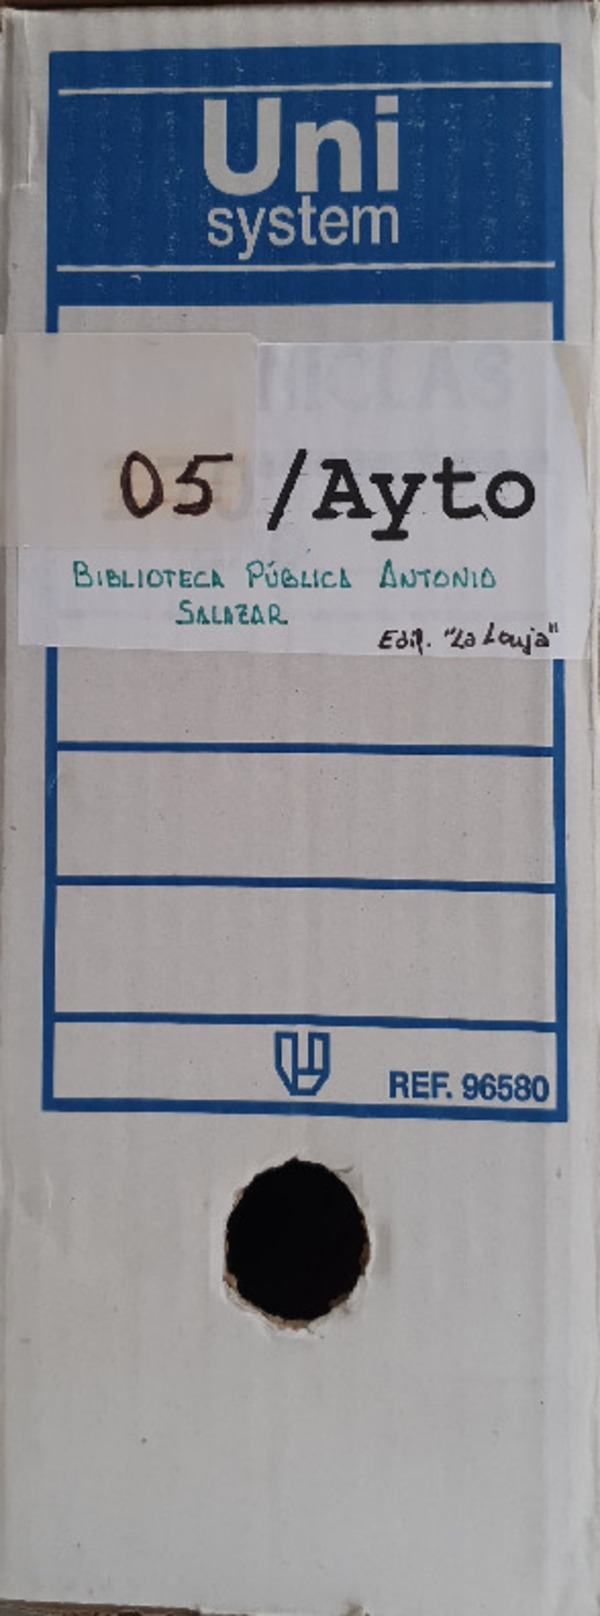 Uni
system
05 /Ayto
BIBLIOTECA PÚBLICA ANTONIO
SALAZAR
Edif. "La Lonja"
REF. 96580